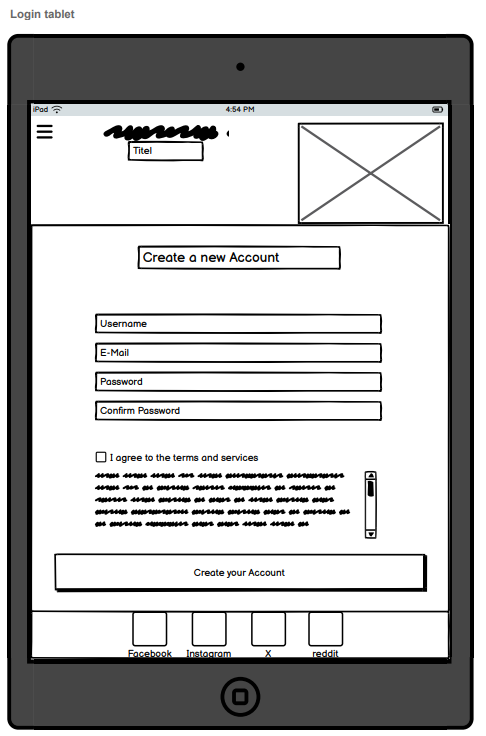 Login tablet
iPad 4:54 PM
Titel
Create a new Account
Username
E-Mail
Password
Confirm Password
I agree to the terms and services
Create your Account
Facebook Instagram X reddit